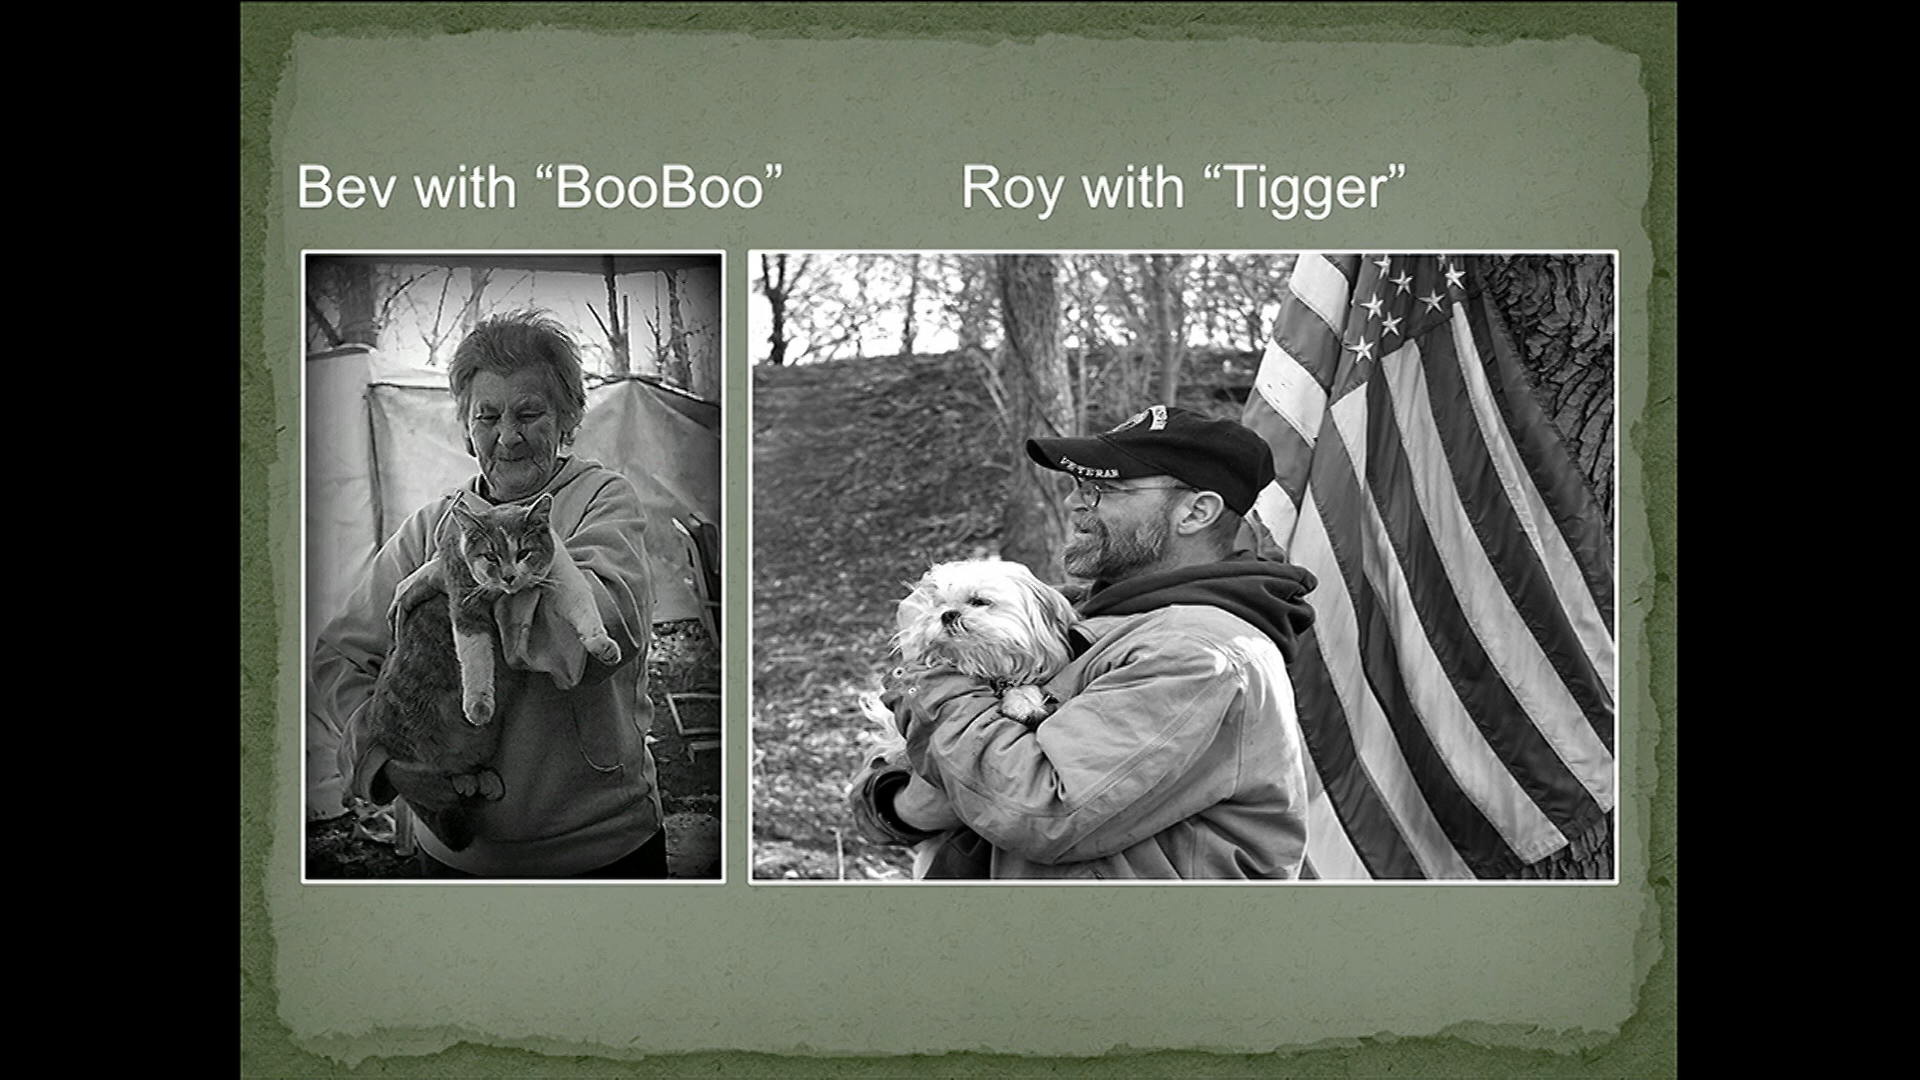 Bev with “BooBoo”
Roy with “Tigger”
VETERAN